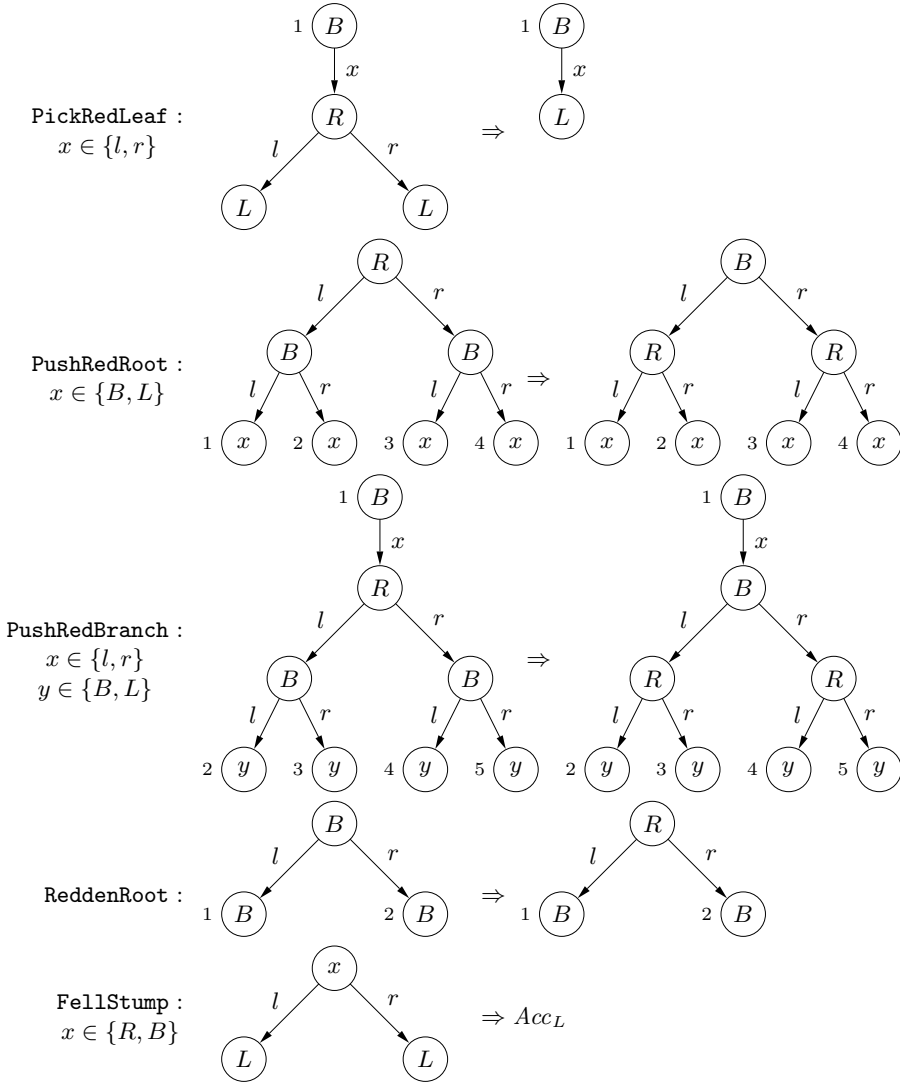 1 B 1 B
x x
PickRedLeaf :
x ∈ {l, r}
R ⇒ L
l r
L L
R B
l r l r
PushRedRoot :
x ∈ {B, L}
B B ⇒ R R
l r l r l r l r
1 x 2 x 3 x 4 x 1 x 2 x 3 x 4 x
1 B 1 B
x x
R B
l r l r
PushRedBranch :
x ∈ {l, r}
y ∈ {B, L}
B B ⇒ R R
l r l r l r l r
2 y 3 y 4 y 5 y 2 y 3 y 4 y 5 y
B R
l r l r
ReddenRoot :
⇒
1 B 2 B 1 B 2 B
x
l r
FellStump :
x ∈ {R, B}
⇒ Acc_L
L L